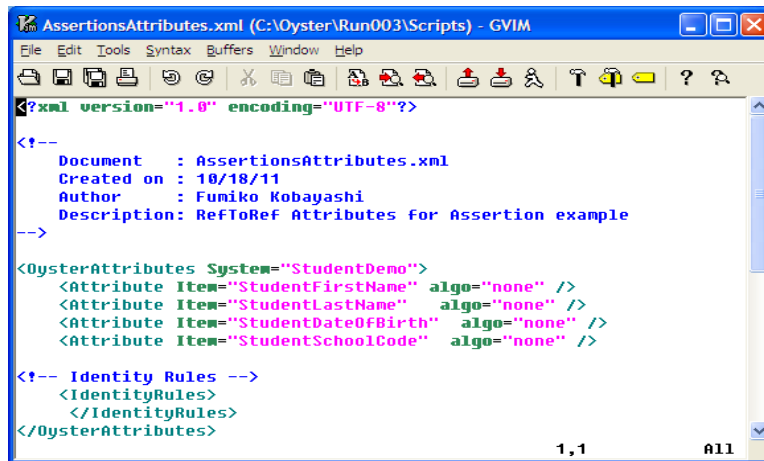 AssertionsAttributes.xml (C:\Oyster\Run003\Scripts) - GVIM
File Edit Tools Syntax Buffers Window Help
<?xml version="1.0" encoding="UTF-8"?>
<!--
    Document   : AssertionsAttributes.xml
    Created on : 10/18/11
    Author     : Fumiko Kobayashi
    Description: RefToRef Attributes for Assertion example
-->
<OysterAttributes System="StudentDemo">
    <Attribute Item="StudentFirstName" algo="none" />
    <Attribute Item="StudentLastName"   algo="none" />
    <Attribute Item="StudentDateOfBirth"  algo="none" />
    <Attribute Item="StudentSchoolCode"  algo="none" />
<!-- Identity Rules -->
    <IdentityRules>
     </IdentityRules>
</OysterAttributes>
1,1 All